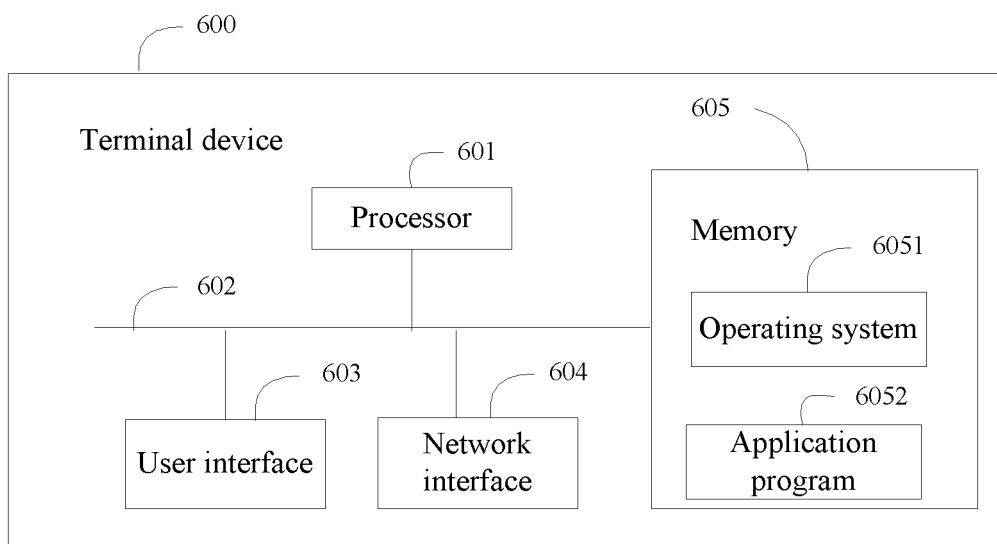 600
Terminal device
605
601
Processor
Memory
6051
602
Operating system
603
604
6052
User interface
Network
interface
Application
program